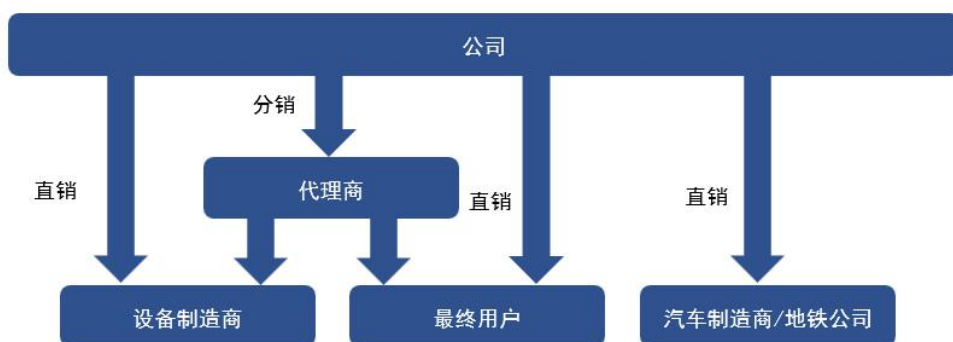 公司
分销
代理商
直销
直销
直销
设备制造商
最终用户
汽车制造商/地铁公司